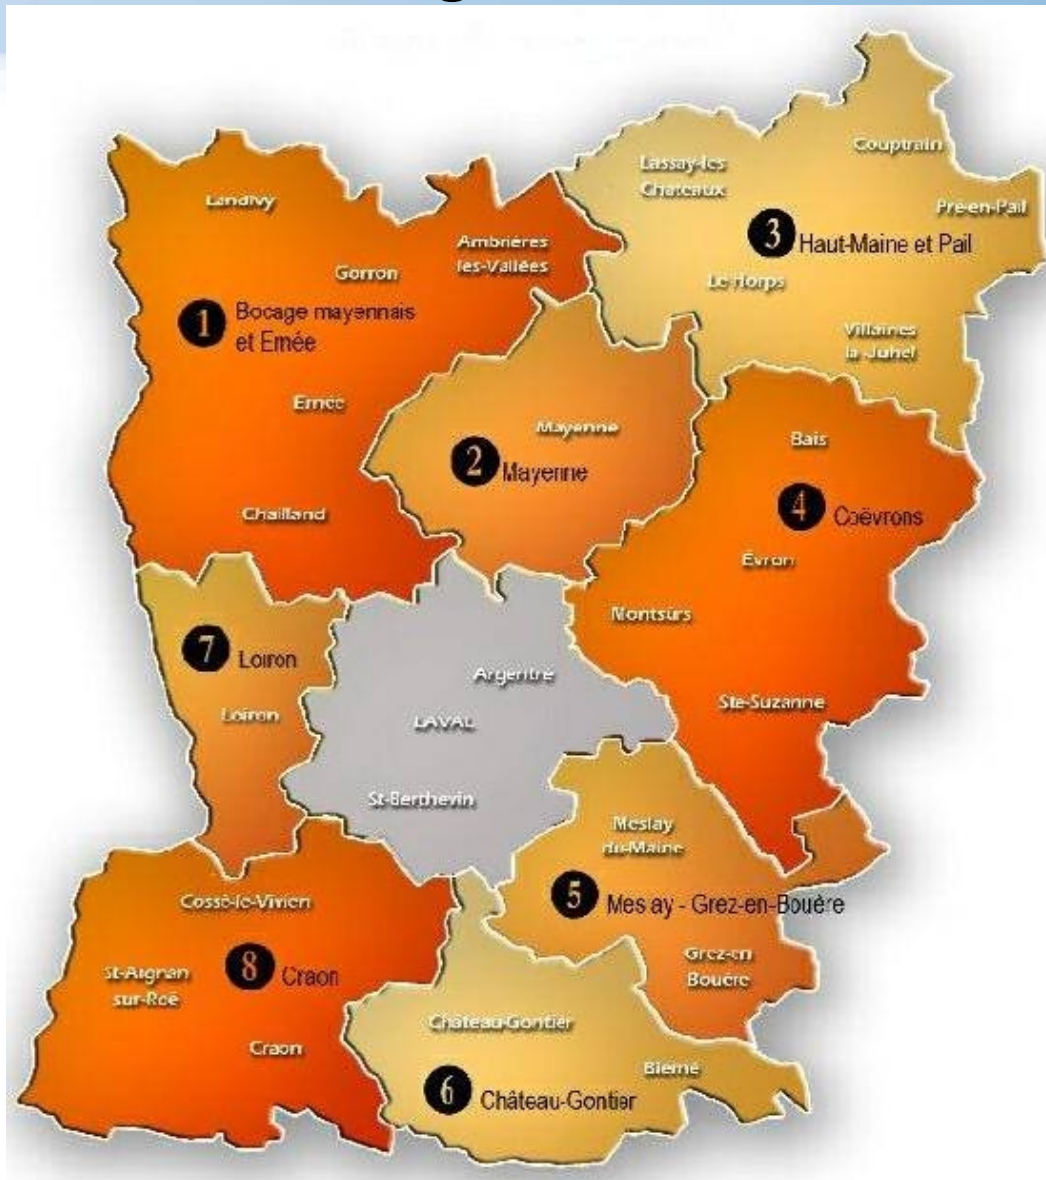 Couptrain
Lassay-les
Chateaux
Pré-en-Pail
Landivy
3 Haut-Maine et Pail
Ambrières
les-Vallées
Gorron
Le Horps
1 Bocage mayennais
et Ernée
Villaines
la-Juhel
Ernée
Mayenne
Bais
2 Mayenne
4 Coëvrons
Chailland
Évron
Montsûrs
7 Loiron
Argentré
Ste-Suzanne
Loiron
LAVAL
St-Berthevin
Meslay
du-Maine
Cossé-le-Vivien
5 Meslay - Grez-en-Bouère
Grez-en
Bouère
St-Aignan
sur-Roë
8 Craon
Château-Gontier
Craon
Bierné
6 Château-Gontier